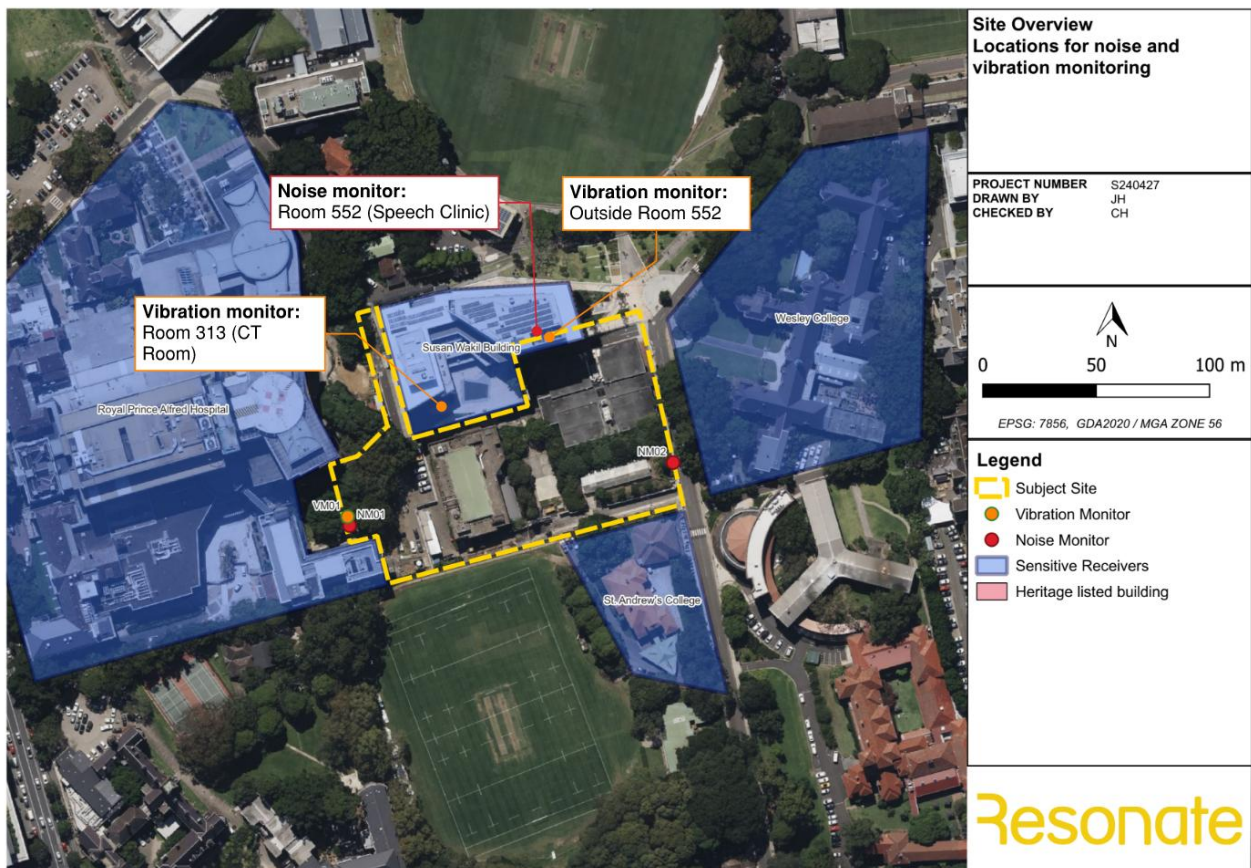 Site Overview
Locations for noise and
vibration monitoring
PROJECT NUMBER S240427
DRAWN BY JH
CHECKED BY CH
N
0 50 100 m
EPSG: 7856, GDA2020 / MGA ZONE 56
Legend
Subject Site
Vibration Monitor
Noise Monitor
Sensitive Receivers
Heritage listed building
Resonate
Noise monitor:
Room 552 (Speech Clinic)
Vibration monitor:
Outside Room 552
Vibration monitor:
Room 313 (CT
Room)
Susan Wakil Building
Wesley College
Royal Prince Alfred Hospital
NM02
VM01
NM01
St. Andrew's College